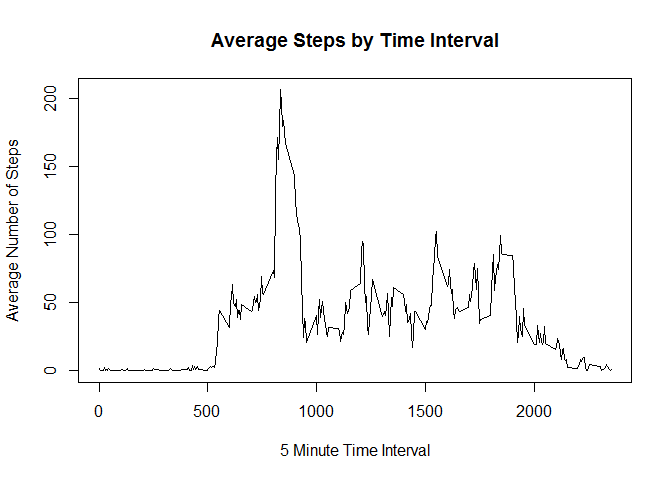 Average Steps by Time Interval
Average Number of Steps
200
150
100
50
0
0 500 1000 1500 2000
5 Minute Time Interval